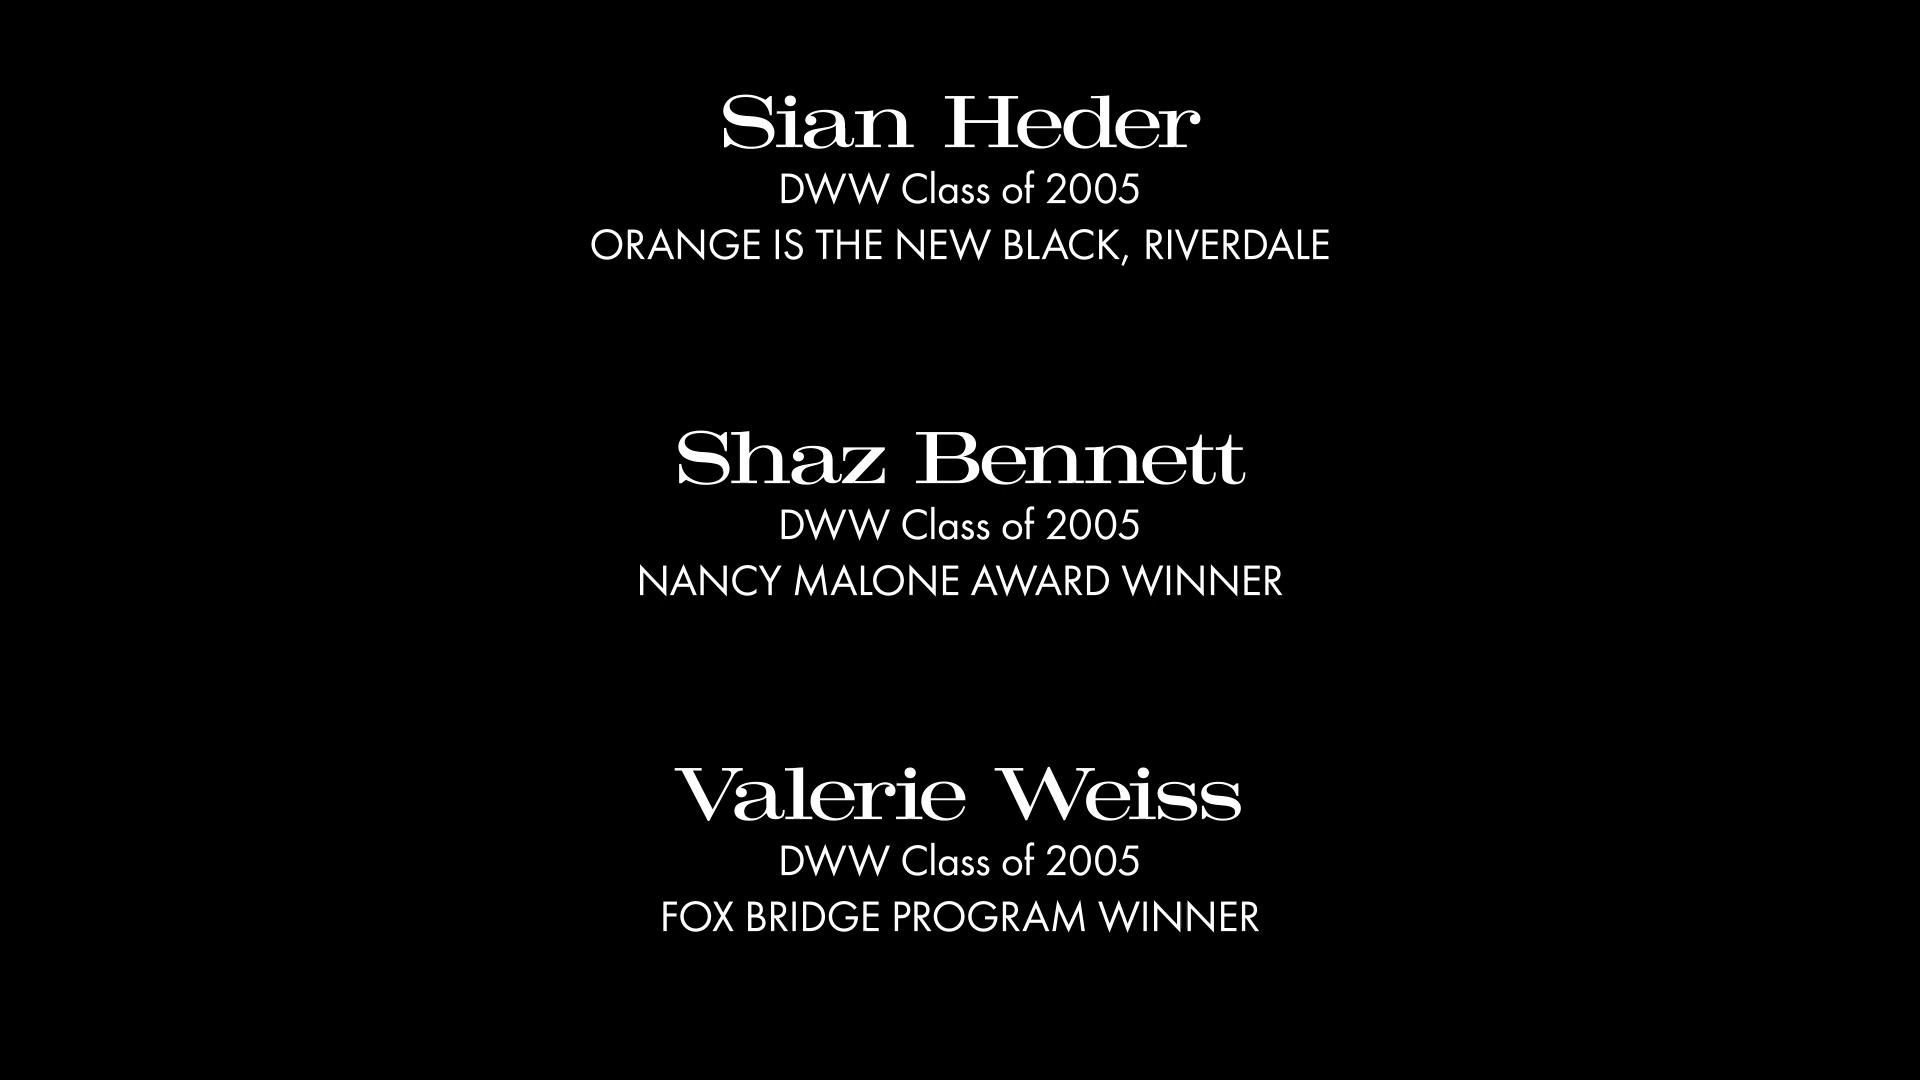 Sian Heder
DWW Class of 2005
ORANGE IS THE NEW BLACK, RIVERDALE
Shaz Bennett
DWW Class of 2005
NANCY MALONE AWARD WINNER
Valerie Weiss
DWW Class of 2005
FOX BRIDGE PROGRAM WINNER